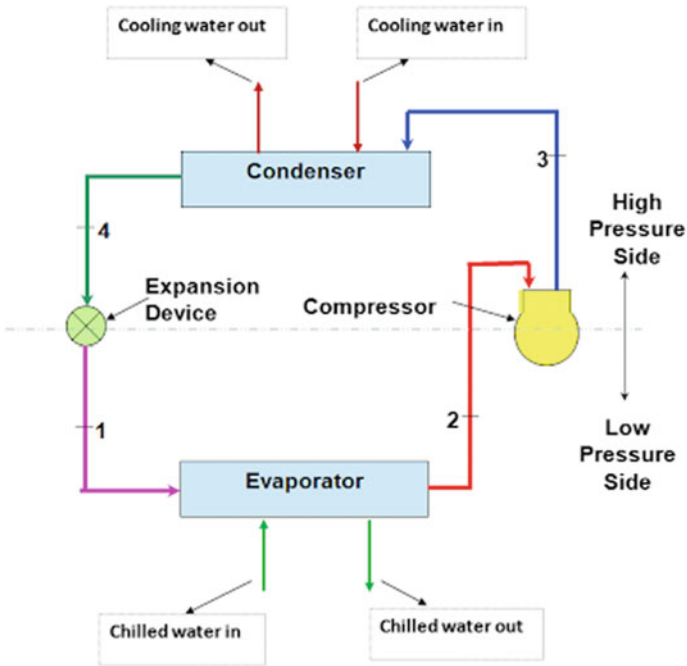 Cooling water out
Cooling water in
Condenser
3
High
Pressure
Side
4
Expansion
Device
Compressor
1
2
Low
Pressure
Side
Evaporator
Chilled water in
Chilled water out